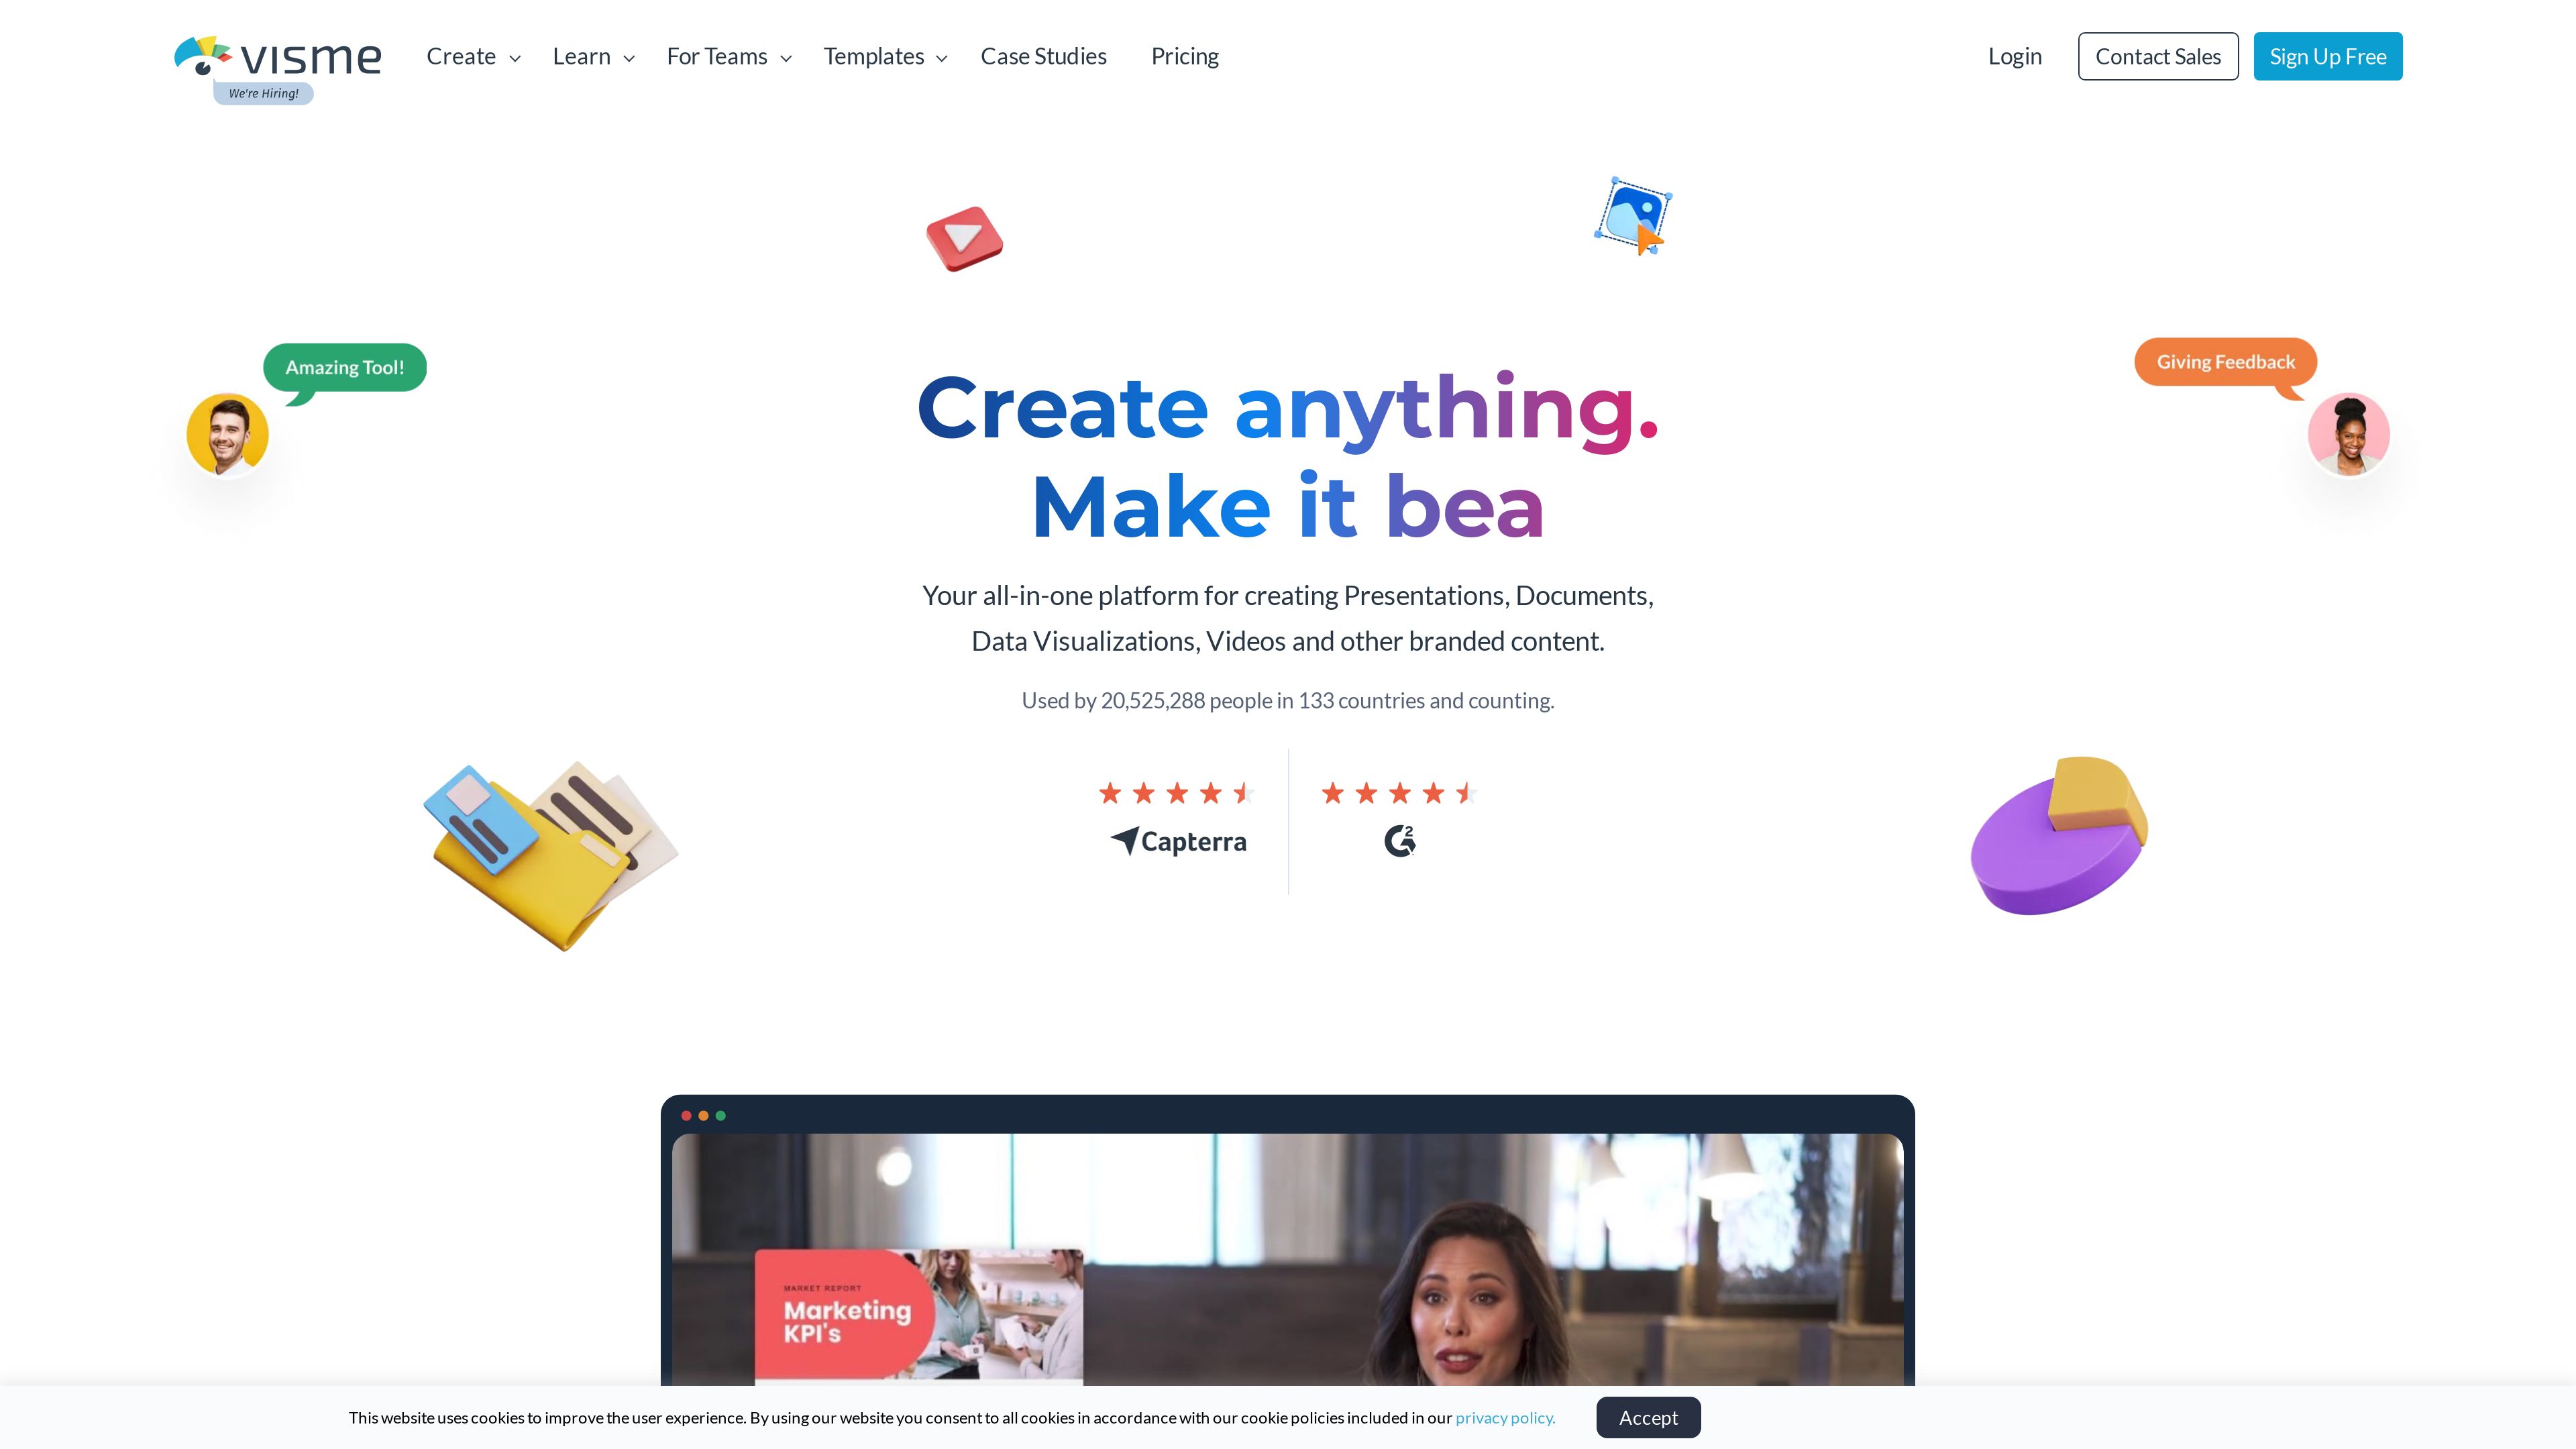 visme
We're Hiring!
Create
Learn
For Teams
Templates
Case Studies
Pricing
Login
Contact Sales
Sign Up Free
Amazing Tool!
Giving Feedback
Create anything.
Make it bea
Your all-in-one platform for creating Presentations, Documents,
Data Visualizations, Videos and other branded content.
Used by 20,525,288 people in 133 countries and counting.
Capterra
G2
MARKET REPORT
Marketing
KPI's
This website uses cookies to improve the user experience. By using our website you consent to all cookies in accordance with our cookie policies included in our privacy policy.
Accept